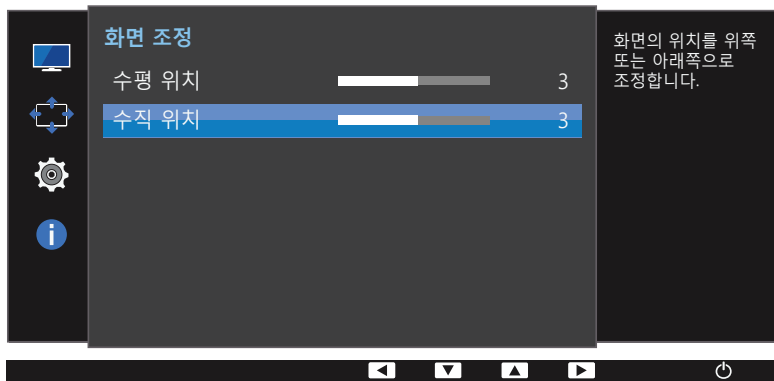 화면 조정
수평 위치 3
수직 위치 3
화면의 위치를 위쪽
또는 아래쪽으로
조정합니다.